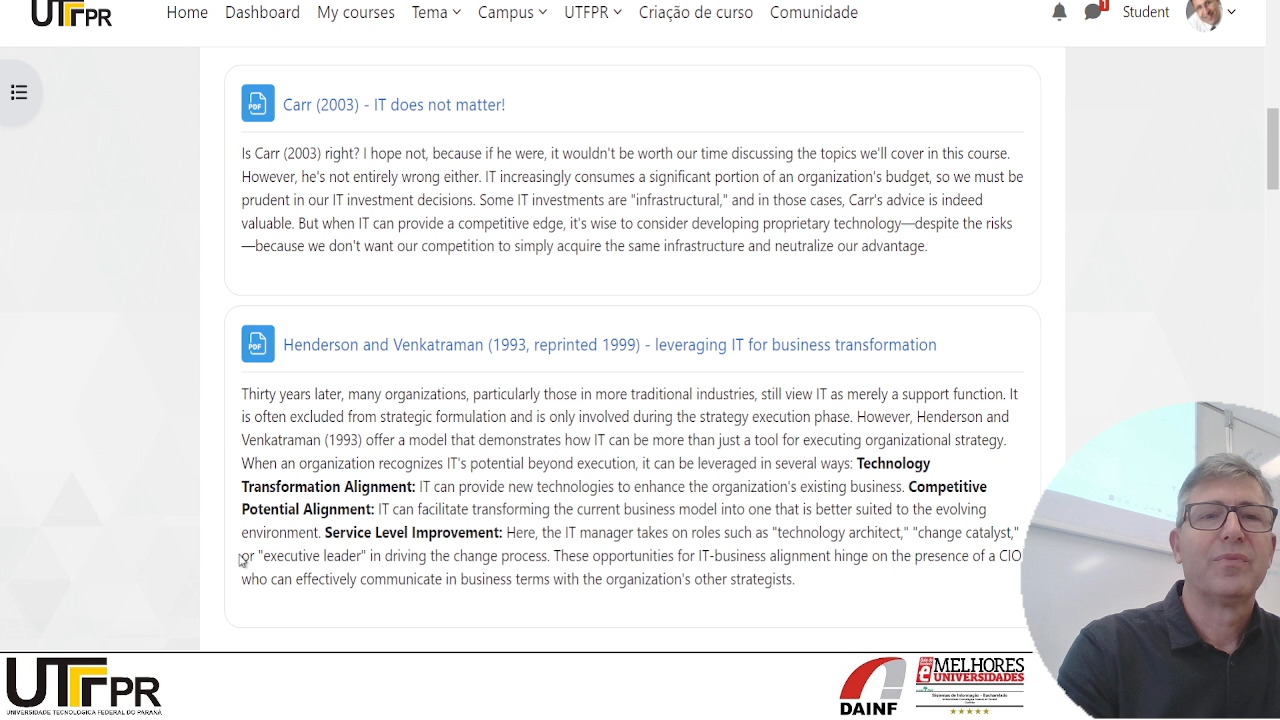 UTFPR
Home Dashboard My courses Tema Campus UTFPR Criação de curso Comunidade
1
Student
PDF
Carr (2003) - IT does not matter!
Is Carr (2003) right? I hope not, because if he were, it wouldn't be worth our time discussing the topics we'll cover in this course.
However, he's not entirely wrong either. IT increasingly consumes a significant portion of an organization's budget, so we must be
prudent in our IT investment decisions. Some IT investments are "infrastructural," and in those cases, Carr's advice is indeed
valuable. But when IT can provide a competitive edge, it's wise to consider developing proprietary technology—despite the risks
—because we don't want our competition to simply acquire the same infrastructure and neutralize our advantage.
PDF
Henderson and Venkatraman (1993, reprinted 1999) - leveraging IT for business transformation
Thirty years later, many organizations, particularly those in more traditional industries, still view IT as merely a support function. It
is often excluded from strategic formulation and is only involved during the strategy execution phase. However, Henderson and
Venkatraman (1993) offer a model that demonstrates how IT can be more than just a tool for executing organizational strategy.
When an organization recognizes IT's potential beyond execution, it can be leveraged in several ways: Technology
Transformation Alignment: IT can provide new technologies to enhance the organization's existing business. Competitive
Potential Alignment: IT can facilitate transforming the current business model into one that is better suited to the evolving
environment. Service Level Improvement: Here, the IT manager takes on roles such as "technology architect," "change catalyst,"
or "executive leader" in driving the change process. These opportunities for IT-business alignment hinge on the presence of a CIO
who can effectively communicate in business terms with the organization's other strategists.
UTFPR
UNIVERSIDADE TECNOLÓGICA FEDERAL DO PARANÁ
DAINF
MELHORES
UNIVERSIDADES
Sistemas de Informação - Bacharelado